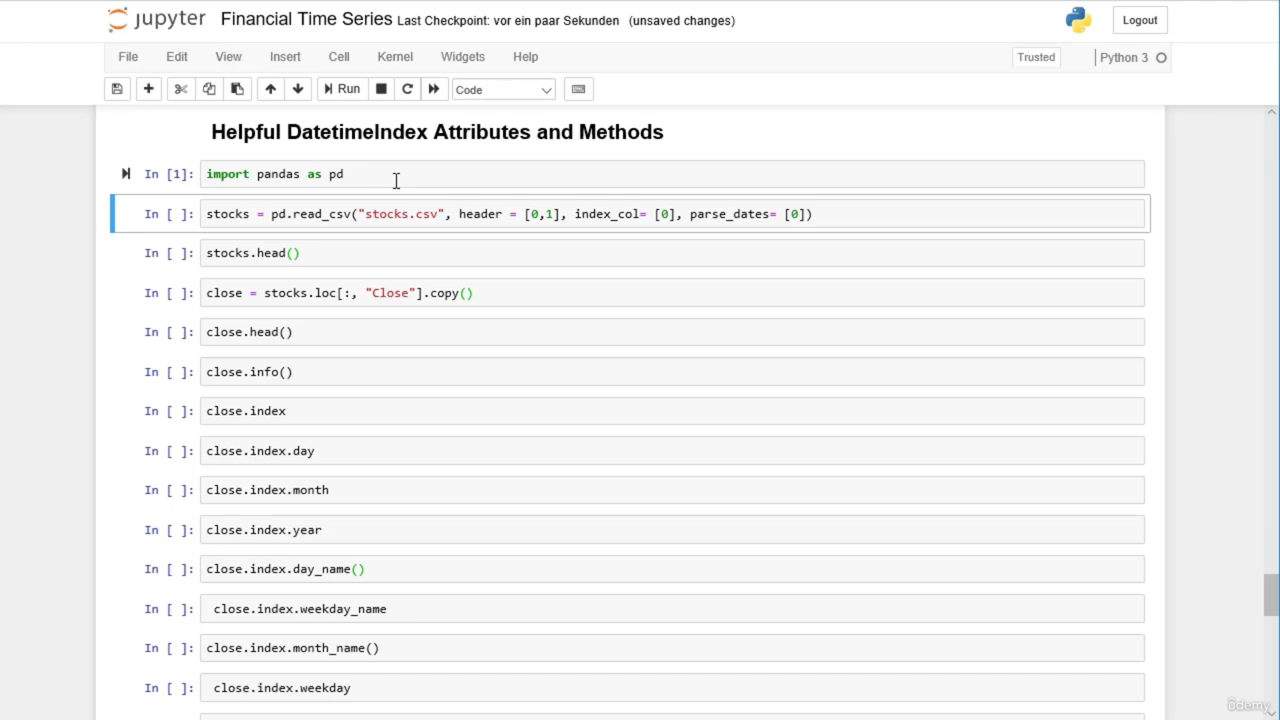 jupyter Financial Time Series Last Checkpoint: vor ein paar Sekunden (unsaved changes) Logout
File Edit View Insert Cell Kernel Widgets Help Trusted Python 3
Run Code
Helpful DatetimeIndex Attributes and Methods
In [1]: import pandas as pd
In [ ]: stocks = pd.read_csv("stocks.csv", header = [0,1], index_col= [0], parse_dates= [0])
In [ ]: stocks.head()
In [ ]: close = stocks.loc[:, "Close"].copy()
In [ ]: close.head()
In [ ]: close.info()
In [ ]: close.index
In [ ]: close.index.day
In [ ]: close.index.month
In [ ]: close.index.year
In [ ]: close.index.day_name()
In [ ]: close.index.weekday_name
In [ ]: close.index.month_name()
In [ ]: close.index.weekday
ûdemy